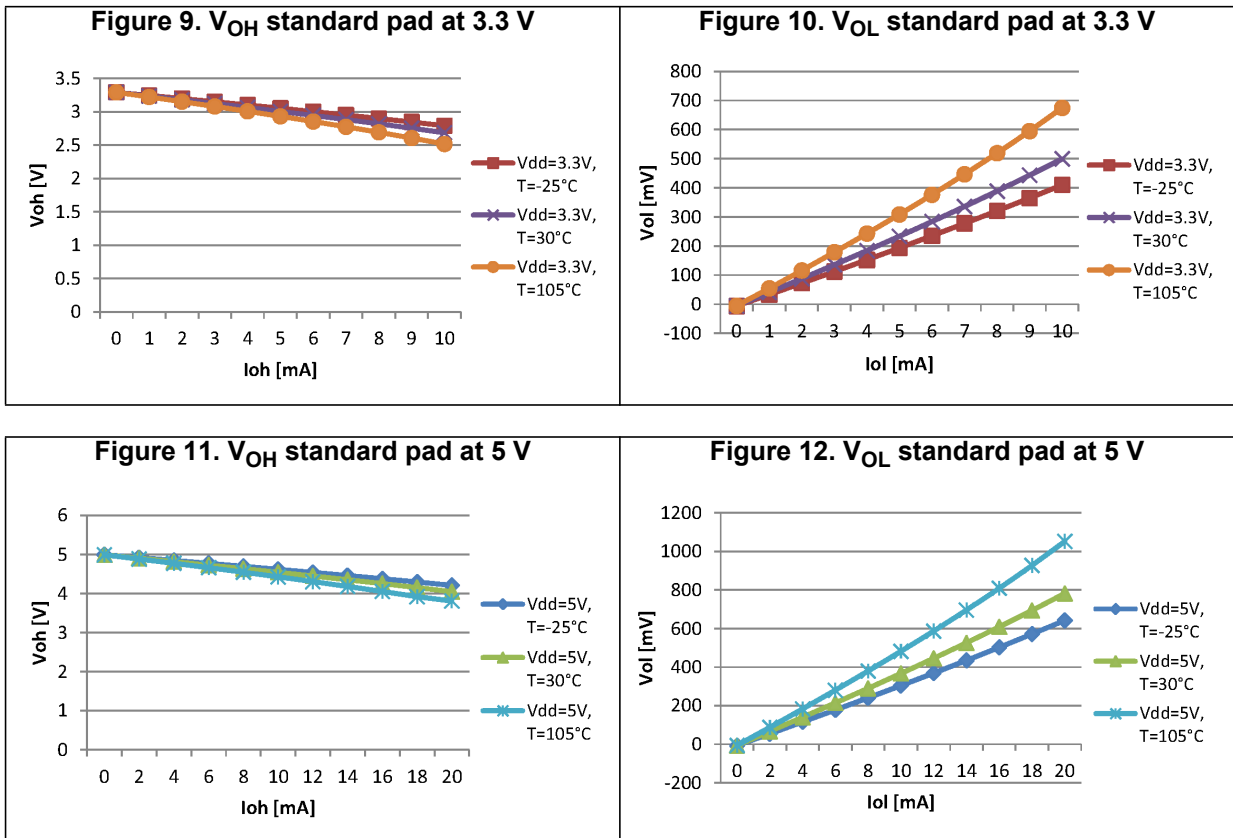 Figure 9. VOH standard pad at 3.3 V
Voh [V]
3.5
3
2.5
2
1.5
1
0.5
0
0 1 2 3 4 5 6 7 8 9 10
Ioh [mA]
Vdd=3.3V,
T=-25°C
Vdd=3.3V,
T=30°C
Vdd=3.3V,
T=105°C
Figure 10. VOL standard pad at 3.3 V
Vol [mV]
800
700
600
500
400
300
200
100
0
-100
0 1 2 3 4 5 6 7 8 9 10
Iol [mA]
Vdd=3.3V,
T=-25°C
Vdd=3.3V,
T=30°C
Vdd=3.3V,
T=105°C
Figure 11. VOH standard pad at 5 V
Voh [V]
6
5
4
3
2
1
0
0 2 4 6 8 10 12 14 16 18 20
Ioh [mA]
Vdd=5V,
T=-25°C
Vdd=5V,
T=30°C
Vdd=5V,
T=105°C
Figure 12. VOL standard pad at 5 V
Vol [mV]
1200
1000
800
600
400
200
0
-200
0 2 4 6 8 10 12 14 16 18 20
Iol [mA]
Vdd=5V,
T=-25°C
Vdd=5V,
T=30°C
Vdd=5V,
T=105°C